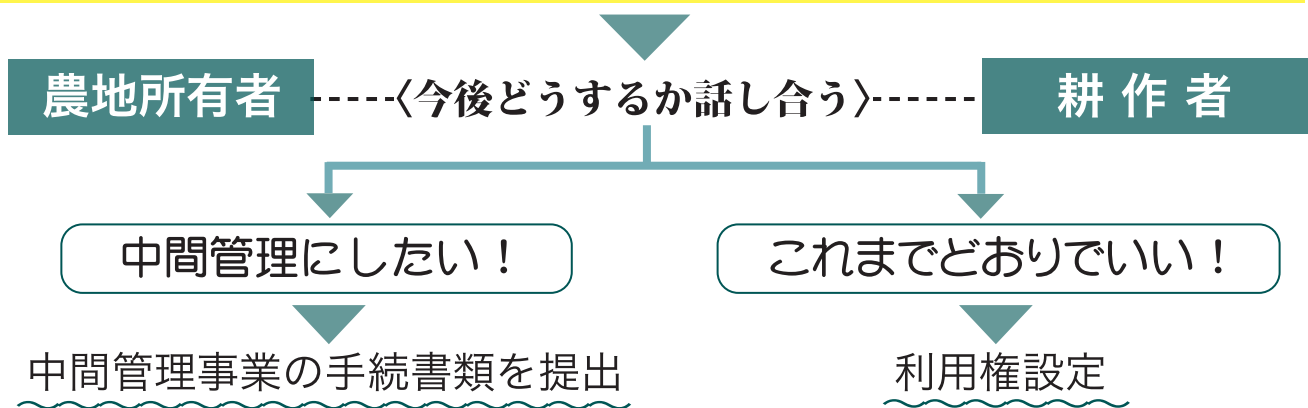 農地所有者 〈今後どうするか話し合う〉 耕作者
中間管理にしたい！ これまでどおりでいい！
中間管理事業の手続書類を提出 利用権設定